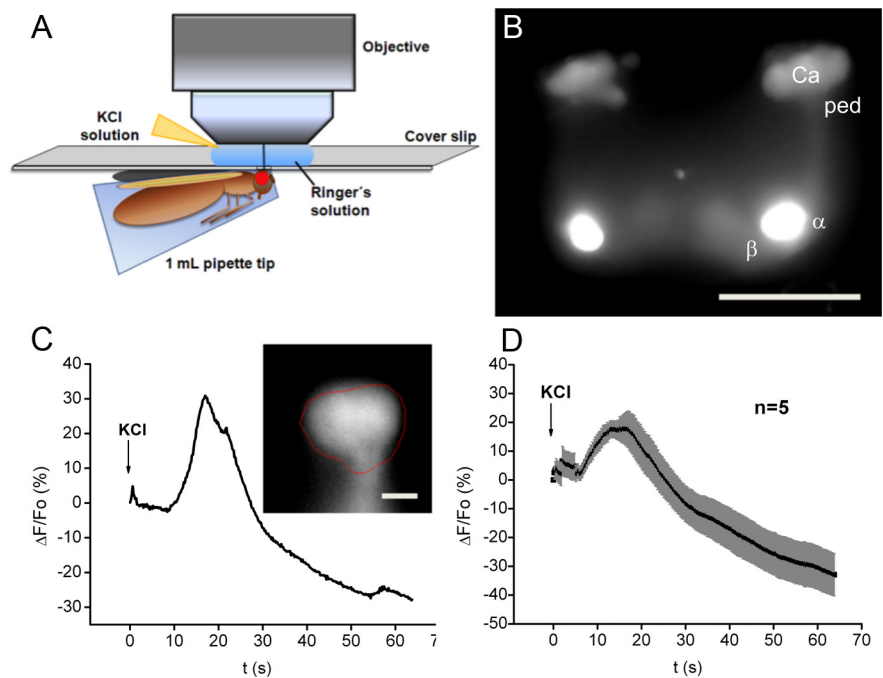 A
Objective
KCl
solution
Cover slip
Ringer´s
solution
1 mL pipette tip
B
Ca
ped
α
β
C
40
30
20
10
0
-10
-20
-30
ΔF/Fo (%)
KCl
0 10 20 30 40 50 60 7
t (s)
D
40
30
20
10
0
-10
-20
-30
-40
-50
ΔF/Fo (%)
KCl
n=5
0 10 20 30 40 50 60 70
t (s)